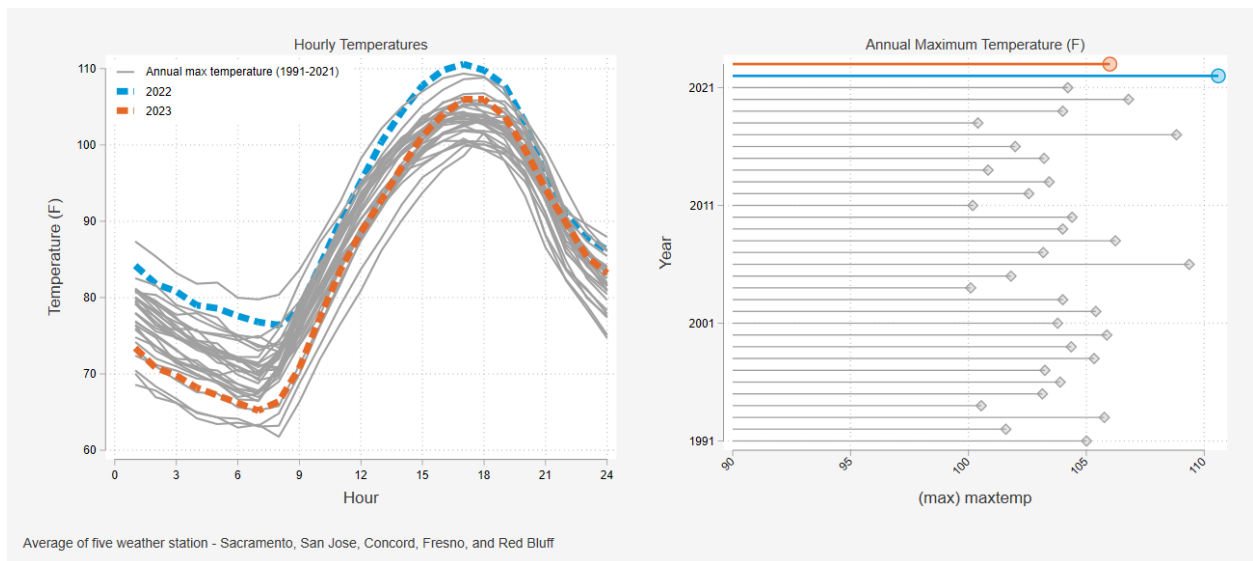 Hourly Temperatures
Annual max temperature (1991-2021)
2022
2023
Temperature (F)
110
100
90
80
70
60
0 3 6 9 12 15 18 21 24
Hour
Annual Maximum Temperature (F)
Year
2021
2011
2001
1991
90 95 100 105 110
(max) maxtemp
Average of five weather station - Sacramento, San Jose, Concord, Fresno, and Red Bluff